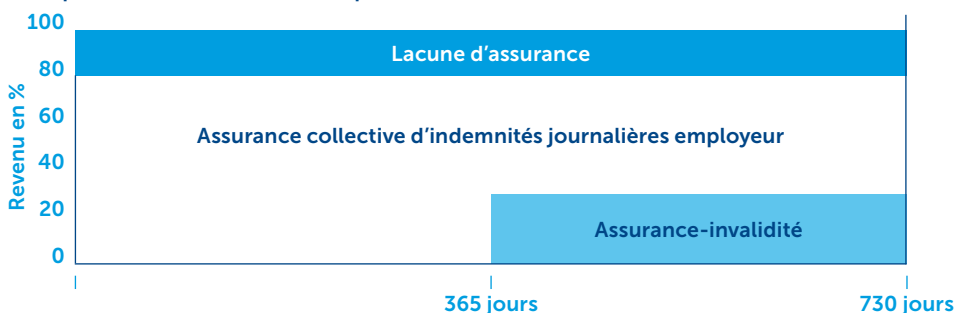 100
Lacune d'assurance
80
60
Assurance collective d'indemnités journalières employeur
40
20
Assurance-invalidité
0
Revenu en %
365 jours
730 jours